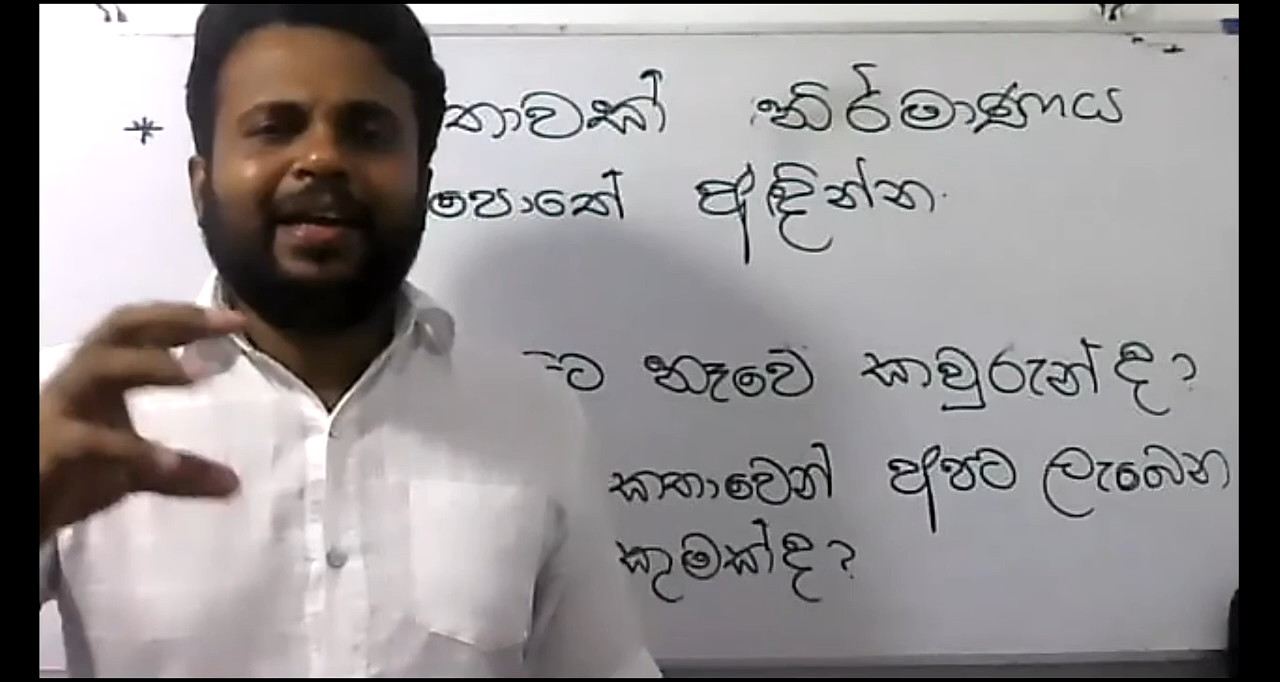 * තාවක් නිර්මාණය
පොතේ අඳින්න.
ට නෑවේ කවුරුන් ද?
කතාවෙන් අපට ලැබෙන
කුමක්ද?